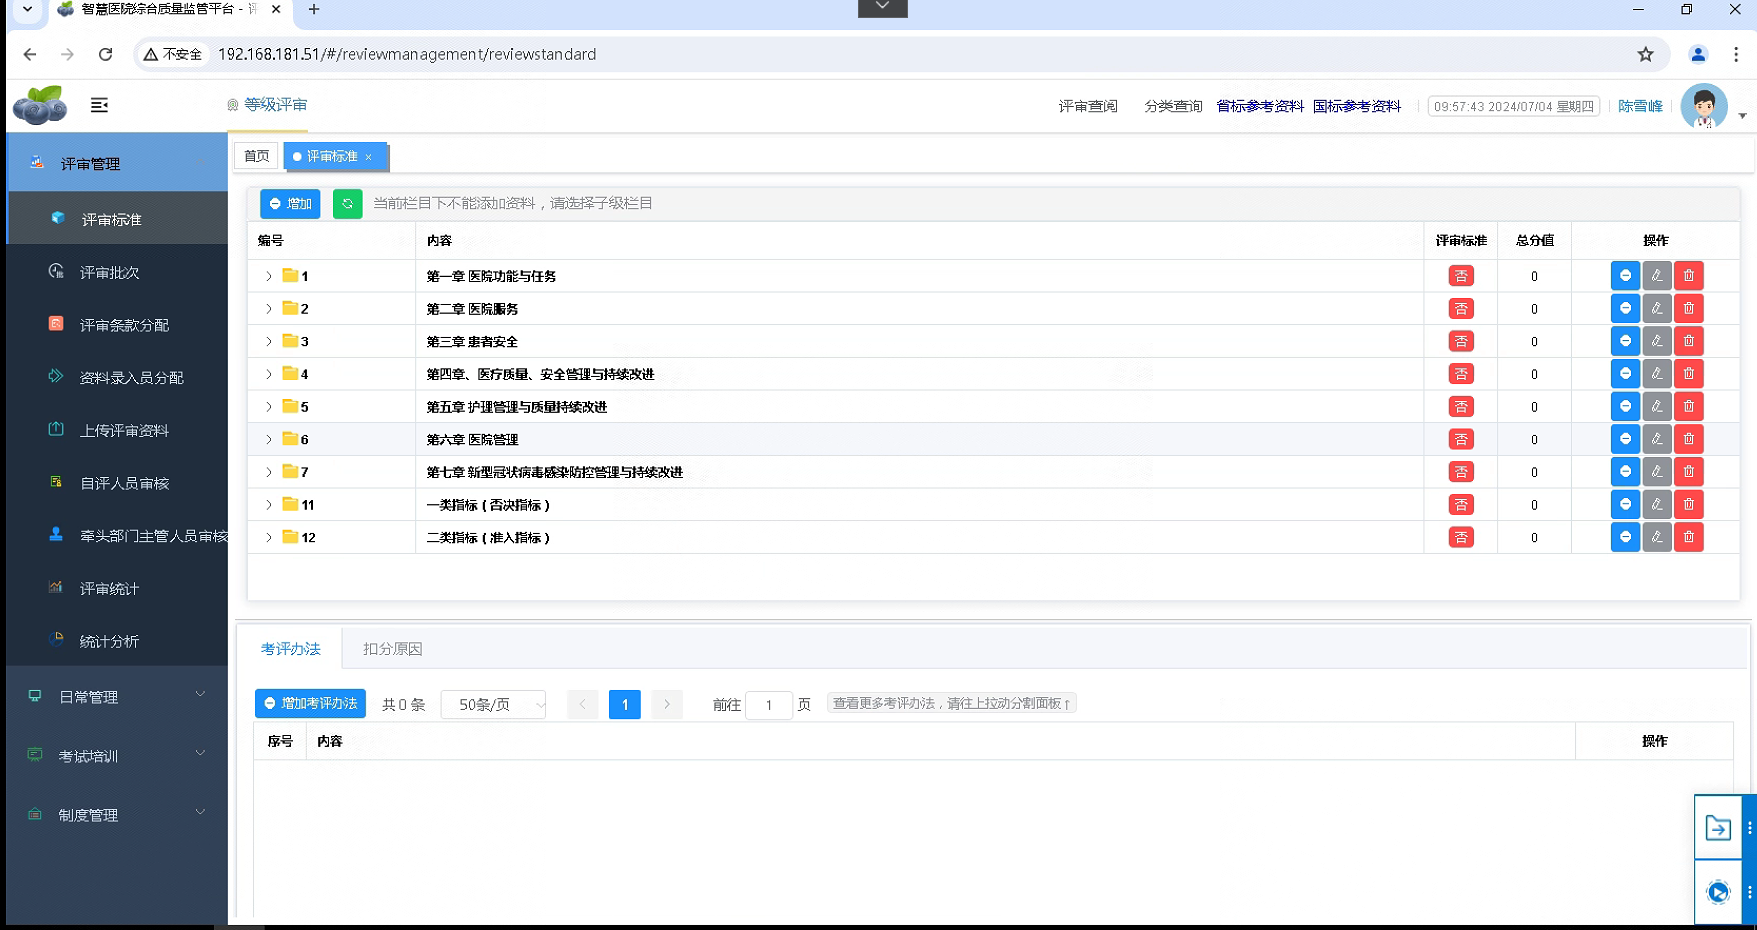 智慧医院综合质量监管平台 - 评
不安全 192.168.181.51/#/reviewmanagement/reviewstandard
等级评审 评审查阅 分类查询 省标参考资料 国标参考资料 09:57:43 2024/07/04 星期四 陈雪峰
评审管理
评审标准
评审批次
评审条款分配
资料录入员分配
上传评审资料
自评人员审核
牵头部门主管人员审核
评审统计
统计分析
日常管理
考试培训
制度管理
首页 评审标准 ×
增加 当前栏目下不能添加资料，请选择子级栏目
编号 内容 评审标准 总分值 操作
1 第一章 医院功能与任务 否 0
2 第二章 医院服务 否 0
3 第三章 患者安全 否 0
4 第四章、医疗质量、安全管理与持续改进 否 0
5 第五章 护理管理与质量持续改进 否 0
6 第六章 医院管理 否 0
7 第七章 新型冠状病毒感染防控管理与持续改进 否 0
11 一类指标（否决指标） 否 0
12 二类指标（准入指标） 否 0
考评办法 扣分原因
增加考评办法 共 0 条 50条/页 < 1 > 前往 1 页 查看更多考评办法，请往上拉动分割面板↑
序号 内容 操作